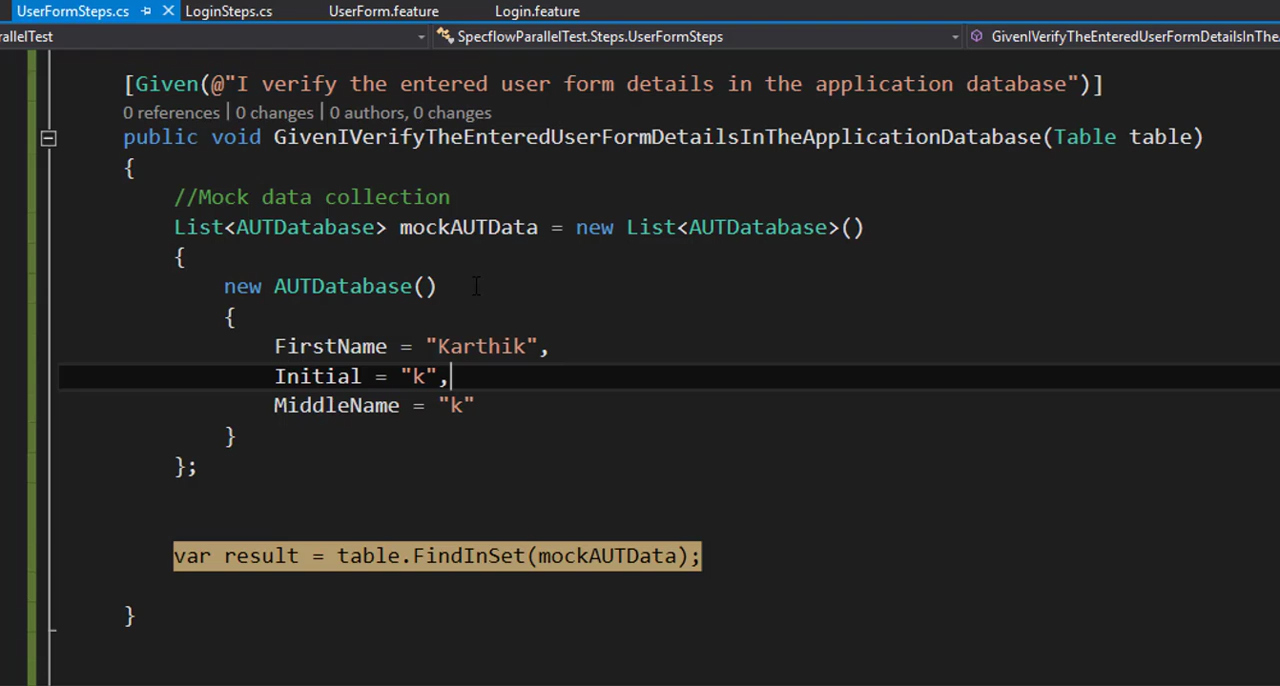 UserFormSteps.cs LoginSteps.cs UserForm.feature Login.feature
rallelTest SpecflowParallelTest.Steps.UserFormSteps GivenIVerifyTheEnteredUserFormDetailsInTheA
[Given(@"I verify the entered user form details in the application database")]
0 references | 0 changes | 0 authors, 0 changes
public void GivenIVerifyTheEnteredUserFormDetailsInTheApplicationDatabase(Table table)
{
//Mock data collection
List<AUTDatabase> mockAUTData = new List<AUTDatabase>()
{
new AUTDatabase()
{
FirstName = "Karthik",
Initial = "k",
MiddleName = "k"
}
};
var result = table.FindInSet(mockAUTData);
}